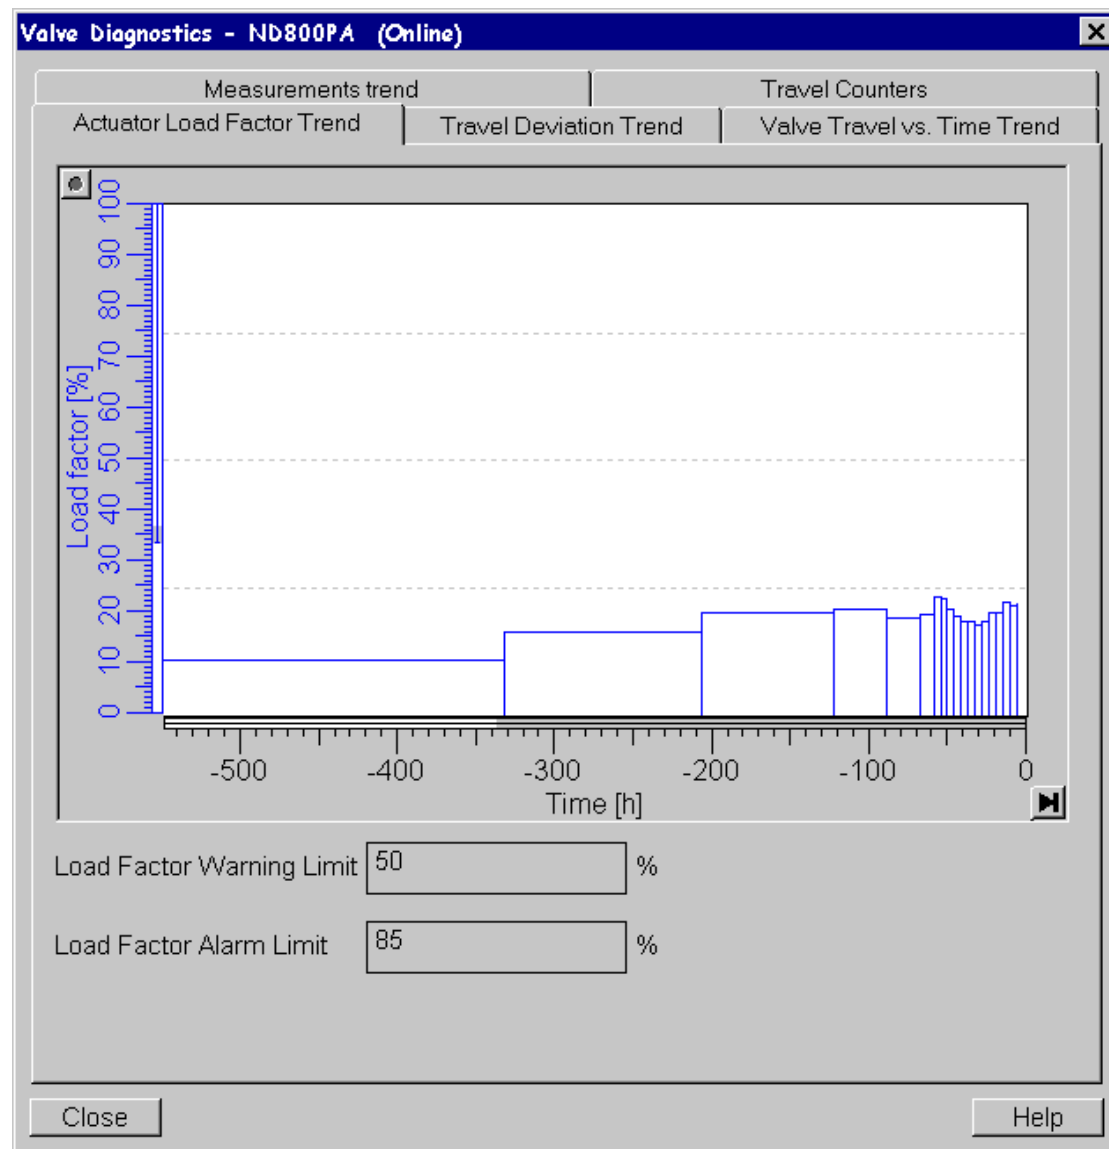 Valve Diagnostics - ND800PA (Online)
Measurements trend
Travel Counters
Actuator Load Factor Trend
Travel Deviation Trend
Valve Travel vs. Time Trend
100
90
80
70
60
50
40
30
20
10
0
Load factor [%]
-500
-400
-300
-200
-100
0
Time [h]
Load Factor Warning Limit 50 %
Load Factor Alarm Limit 85 %
Close
Help